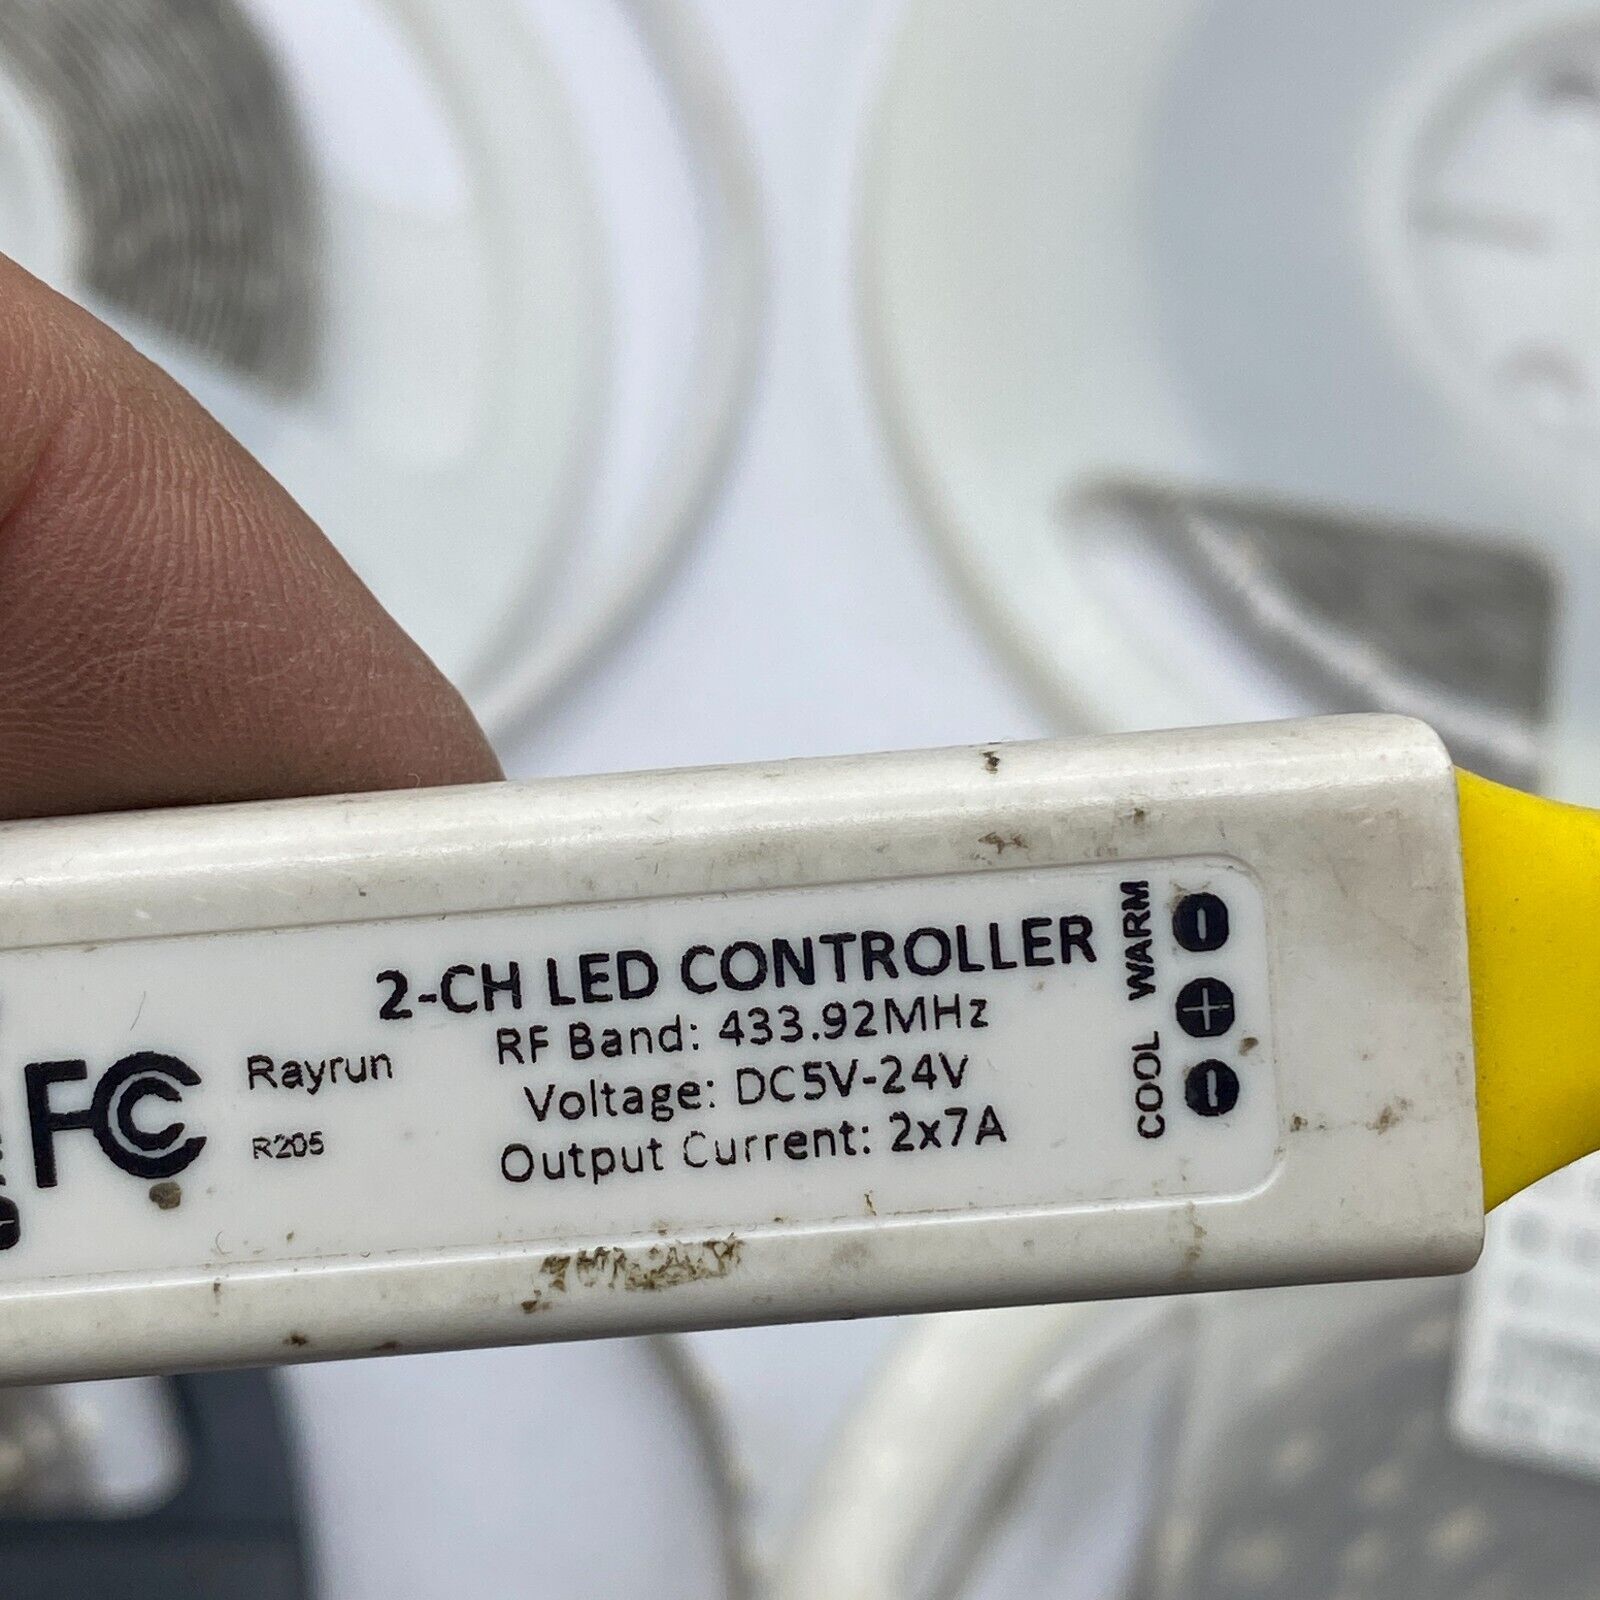 2-CH LED CONTROLLER
RF Band: 433.92MHz
Voltage: DC5V-24V
Output Current: 2x7A
FC
Rayrun
R205
WARM
COOL